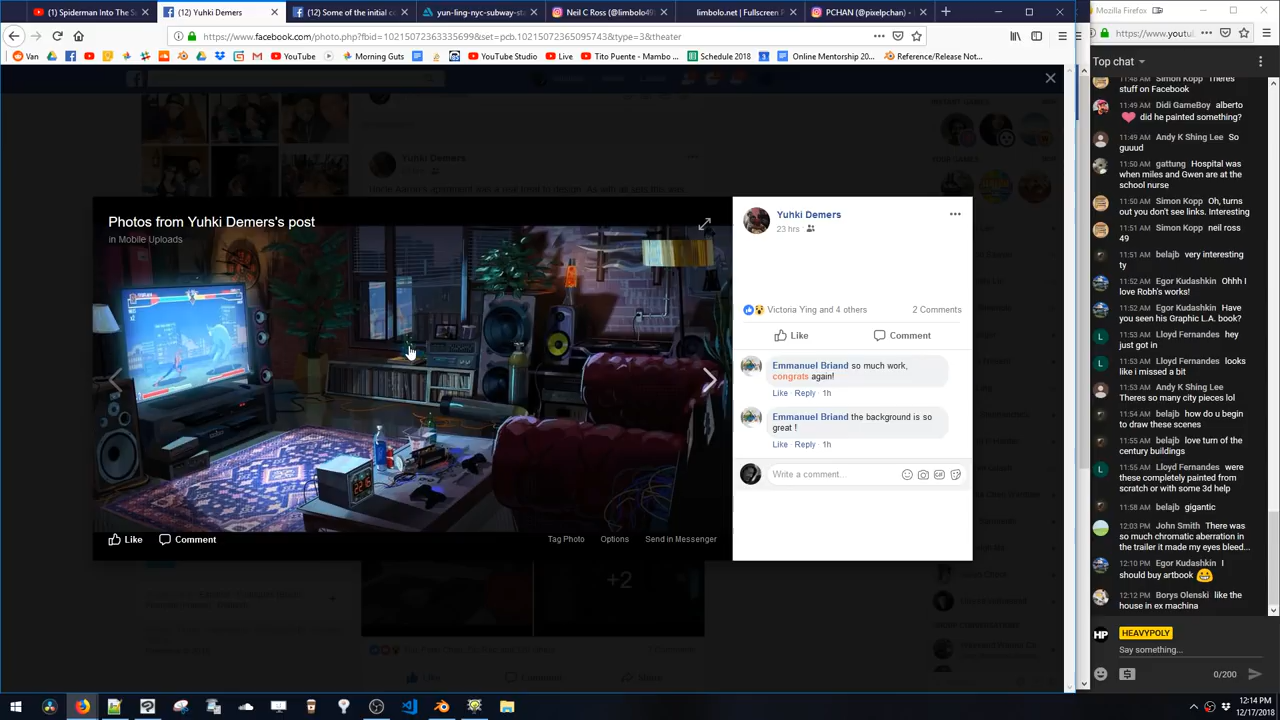 Spiderman Into The S
(12) Yuhki Demers
(12) Some of the initial c
yun-ling-nyc-subway-st
Neil C Ross (@limbolo49
limbolo.net | Fullscreen P
PCHAN (@pixelpchan) ·
Mozilla Firefox
https://www.facebook.com/photo.php?fbid=10215072363335699&set=pcb.10215072365095743&type=3&theater
https://www.youtu
Van
YouTube
Morning Guts
YouTube Studio
Live
Tito Puente - Mambo ...
Schedule 2018
Online Mentorship 20...
Reference/Release Not...
Top chat
Yuhki Demers
Photos from Yuhki Demers's post
in Mobile Uploads
Like
Comment
Tag Photo
Options
Send in Messenger
+2
Yuhki Demers
23 hrs
Victoria Ying and 4 others
2 Comments
Like
Comment
Emmanuel Briand so much work,
congrats again!
Like Reply 1h
Emmanuel Briand the background is so
great !
Like Reply 1h
Write a comment...
11:48 AM Simon Kopp Theres
stuff on Facebook
11:49 AM Didi GameBoy alberto
did he painted something?
11:49 AM Andy K Shing Lee So
guuud
11:50 AM gattung Hospital was
when miles and Gwen are at the
school nurse
11:50 AM Simon Kopp Oh, turns
out you don't see links. Interesting
11:50 AM Simon Kopp neil ross
49
11:50 AM belajb very interesting
ty
11:52 AM Egor Kudashkin Ohhh I
love Robh's works!
11:52 AM Egor Kudashkin Have
you seen his Graphic L.A. book?
11:53 AM Lloyd Fernandes hey
just got in
11:53 AM Lloyd Fernandes looks
like i missed a bit
11:53 AM Andy K Shing Lee
Theres so many city pieces lol
11:54 AM belajb how do u begin
to draw these scenes
11:55 AM belajb love turn of the
century buildings
11:55 AM Lloyd Fernandes were
these completely painted from
scratch or with some 3d help
11:58 AM belajb gigantic
12:03 PM John Smith There was
so much chromatic aberration in
the trailer it made my eyes bleed...
12:10 PM Egor Kudashkin I
should buy artbook
12:12 PM Borys Olenski like the
house in ex machina
HP
HEAVYPOLY
Say something...
0/200
12:14 PM
12/17/2018